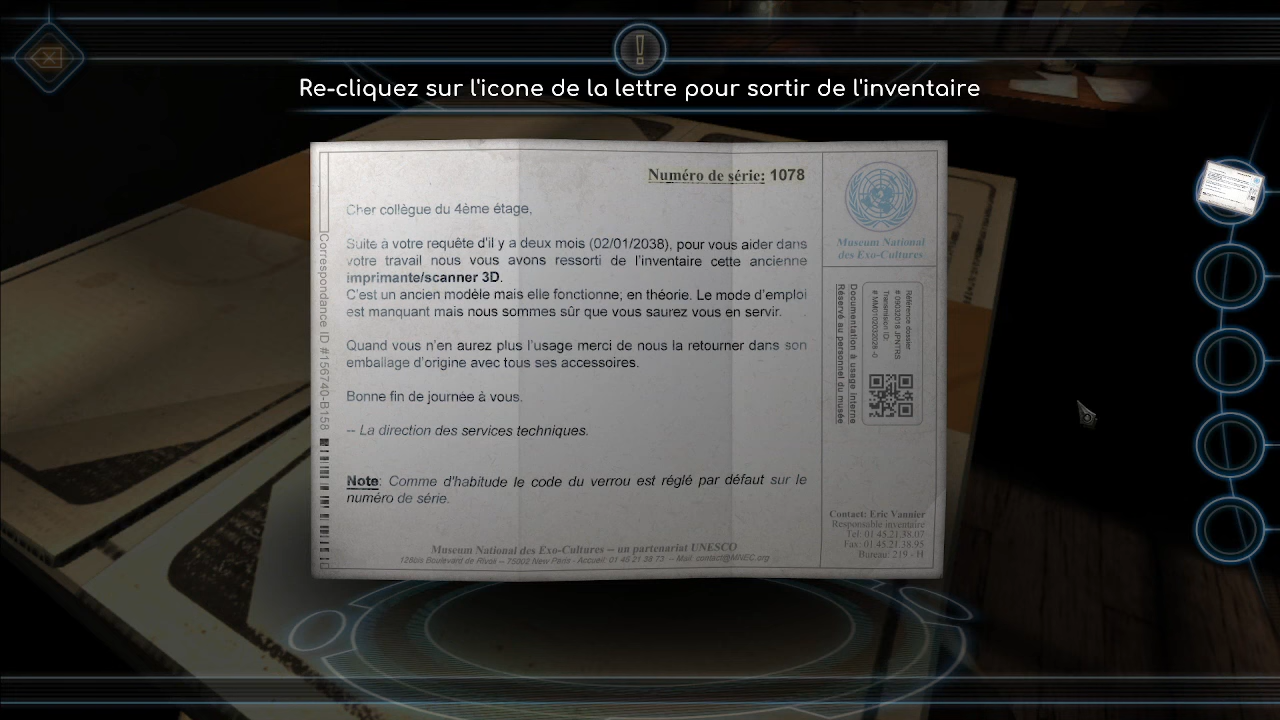 Re-cliquez sur l'icone de la lettre pour sortir de l'inventaire
Numéro de série: 1078
Cher collègue du 4ème étage,
Suite à votre requête d'il y a deux mois (02/01/2038), pour vous aider dans
votre travail nous vous avons ressorti de l'inventaire cette ancienne
imprimante/scanner 3D.
C'est un ancien modèle mais elle fonctionne; en théorie. Le mode d'emploi
est manquant mais nous sommes sûr que vous saurez vous en servir.
Quand vous n'en aurez plus l'usage merci de nous la retourner dans son
emballage d'origine avec tous ses accessoires.
Bonne fin de journée à vous.
-- La direction des services techniques.
Note: Comme d'habitude le code du verrou est réglé par défaut sur le
numéro de série.
Museum National des Exo-Cultures -- un partenariat UNESCO
Correspondance ID #156740-B158
Museum National
des Exo-Cultures
Référence dossier
Transmission ID:
Documentation à usage interne
Réservé au personnel du musée
Contact: Eric Vannier
Responsable inventaire
Tel: 01.45.21.38.07
Fax: 01.45.21.38.95
Bureau: 219 - H